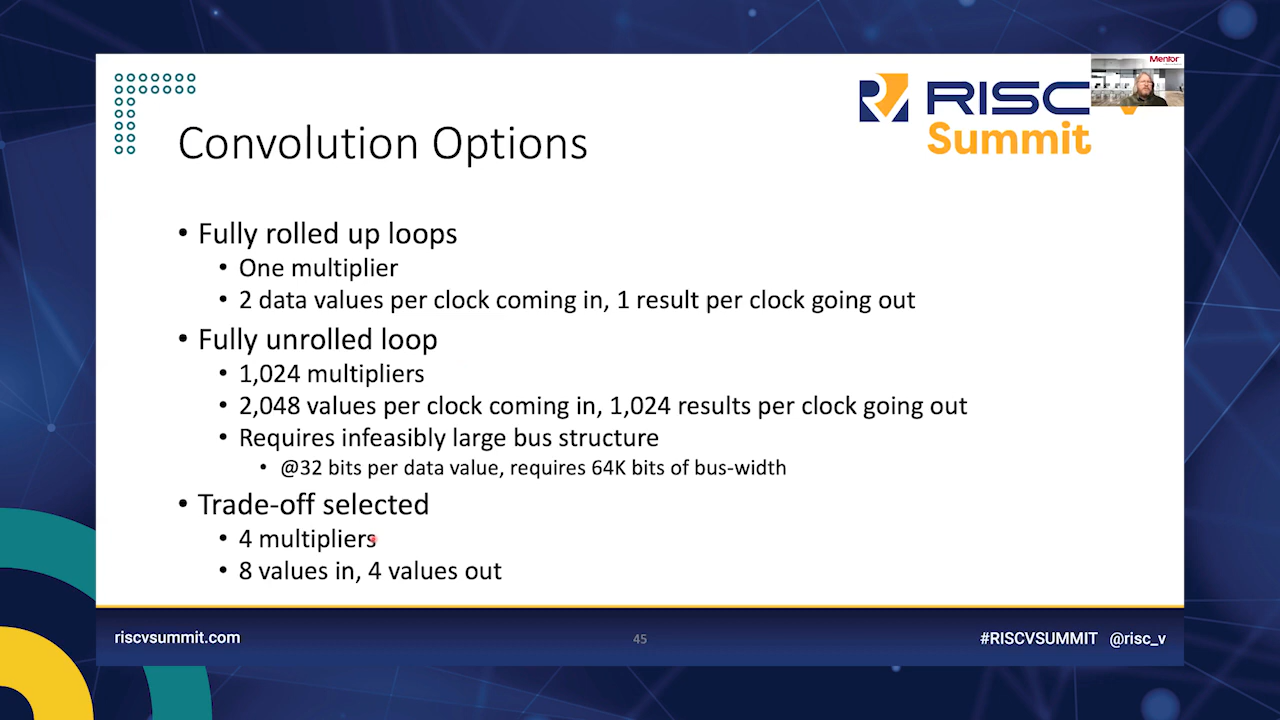 Mentor
RISC
Summit
Convolution Options
• Fully rolled up loops
• One multiplier
• 2 data values per clock coming in, 1 result per clock going out
• Fully unrolled loop
• 1,024 multipliers
• 2,048 values per clock coming in, 1,024 results per clock going out
• Requires infeasibly large bus structure
• @32 bits per data value, requires 64K bits of bus-width
• Trade-off selected
• 4 multipliers
• 8 values in, 4 values out
riscvsummit.com
45
#RISCVSUMMIT @risc_v